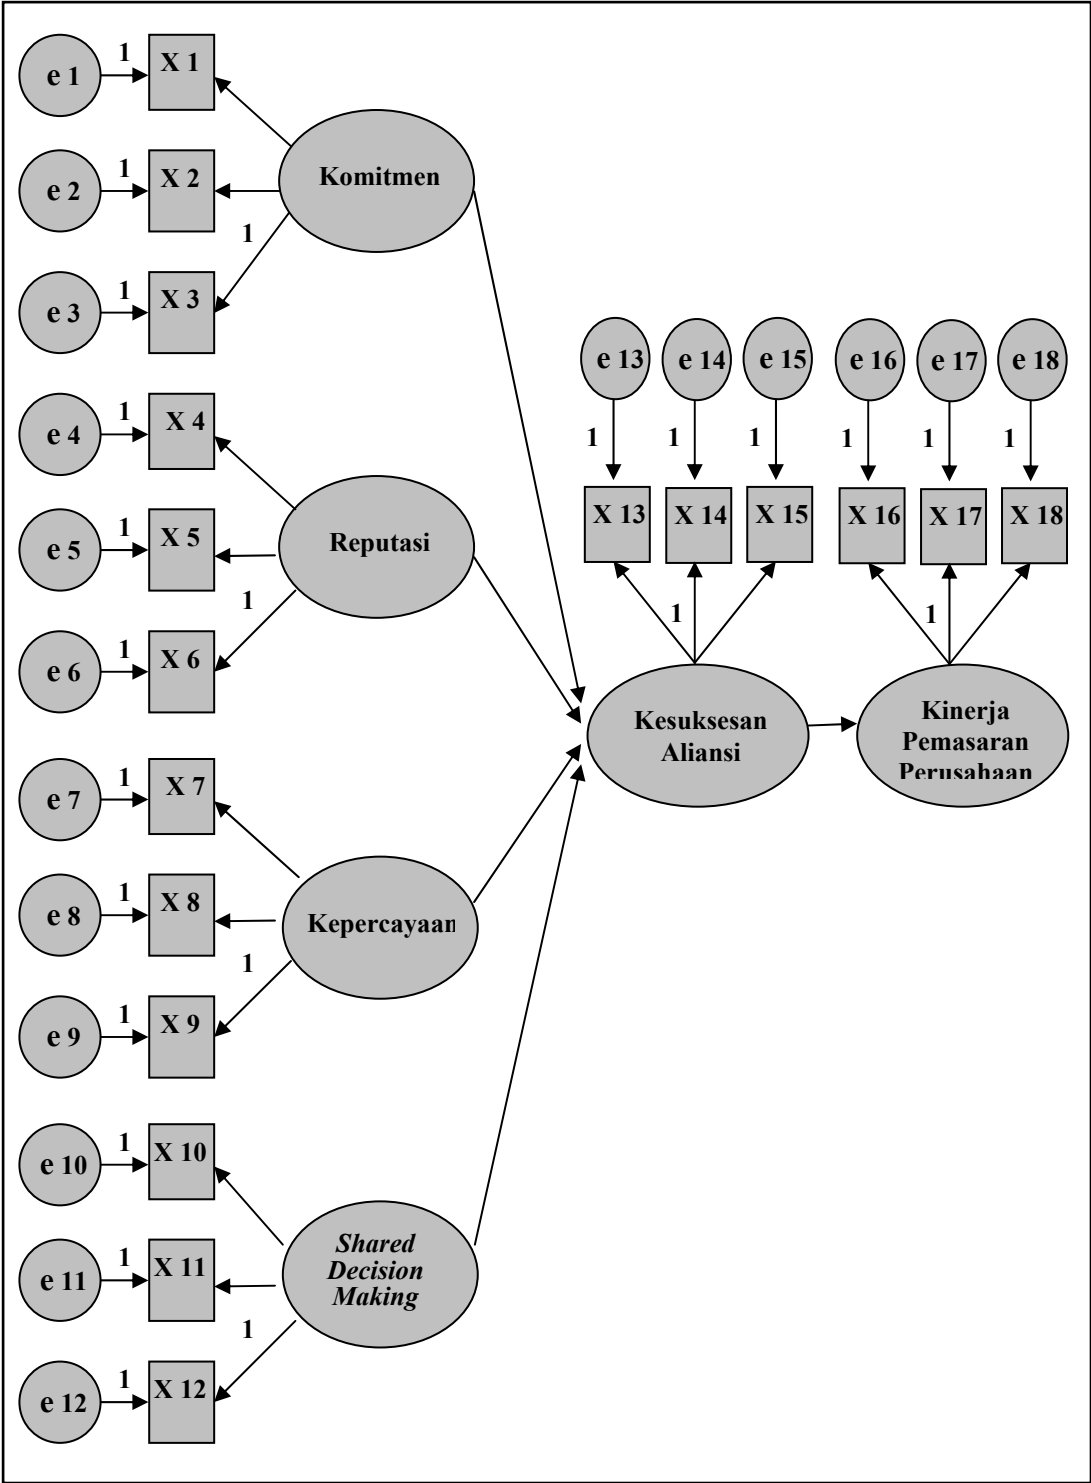 1
e 1
X 1
Komitmen
1
e 2
X 2
1
1
e 3
X 3
1
e 4
X 4
Reputasi
1
e 5
X 5
1
1
e 6
X 6
1
e 7
X 7
Kepercayaan
1
e 8
X 8
1
1
e 9
X 9
1
e 10
X 10
Shared
Decision
Making
1
e 11
X 11
1
1
e 12
X 12
e 13
e 14
e 15
e 16
e 17
e 18
1
1
1
1
1
1
X 13
X 14
X 15
X 16
X 17
X 18
1
1
Kesuksesan
Aliansi
Kinerja
Pemasaran
Perusahaan